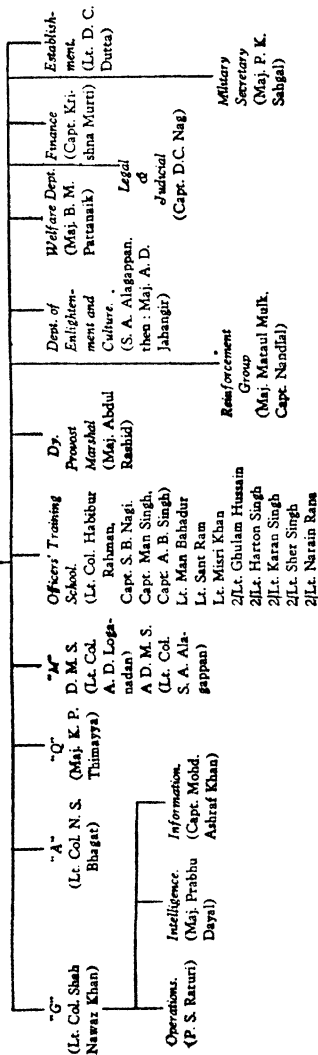 "G"
(Lt. Col. Shah
Nawaz Khan)
Operations.
(P. S. Raturi)
Intelligence.
(Maj. Prabhu
Dayal)
Information.
(Capt. Mohd.
Ashraf Khan)
"A"
(Lt. Col. N. S.
Bhagat)
"Q"
(Maj. K. P.
Thimayya)
"M"
D. M. S.
(Lt. Col.
A. D. Loga-
nadan)
A D. M. S.
(Lt. Col.
S. A. Ala-
gappan)
Officers' Training
School.
(Lt. Col. Habibur
Rahman,
Capt. S. B. Nagi.
Capt. Man Singh,
Capt. A. B. Singh)
Lt. Man Bahadur
Lt. Sant Ram
Lt. Misri Khan
2/Lt. Ghulam Hussain
2/Lt. Harton Singh
2/Lt. Karan Singh
2/Lt. Sher Singh
2/Lt. Narain Rana
Dy.
Provost
Marshal
(Maj. Abdul
Rashid)
Reinforcement
Group
(Maj. Mataul Mulk,
Capt. Nandlal)
Dept. of
Enlighten-
ment and
Culture.
(S. A. Alagappan,
then : Maj. A. D.
Jahangir)
Welfare Dept.
(Maj. B. M.
Pattanaik)
Legal
&
Judicial
(Capt. D.C. Nag)
Finance
(Capt. Kri-
shna Murti)
Military
Secretary
(Maj. P. K.
Sahgal)
Establish-
ment.
(Lt. D. C.
Dutta)